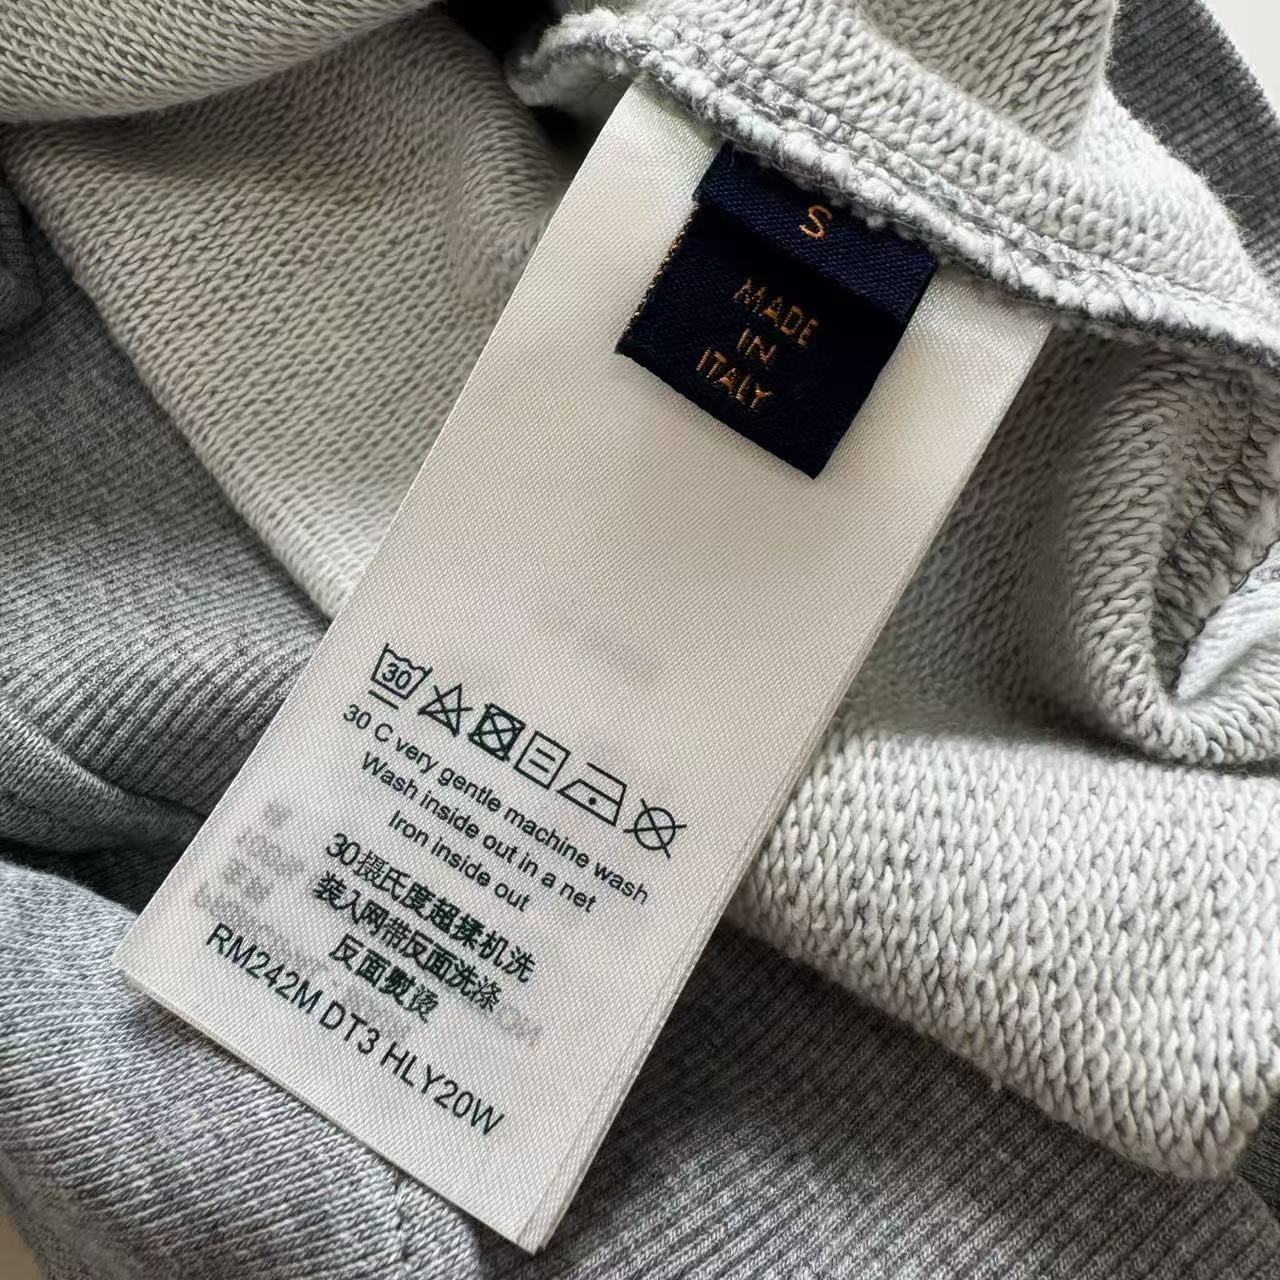 S
MADE
IN
ITALY
30
30 C very gentle machine wash
Wash inside out in a net
Iron inside out
30摄氏度超揉机洗
装入网带反面洗涤
反面熨烫
RM242M DT3 HLY20W